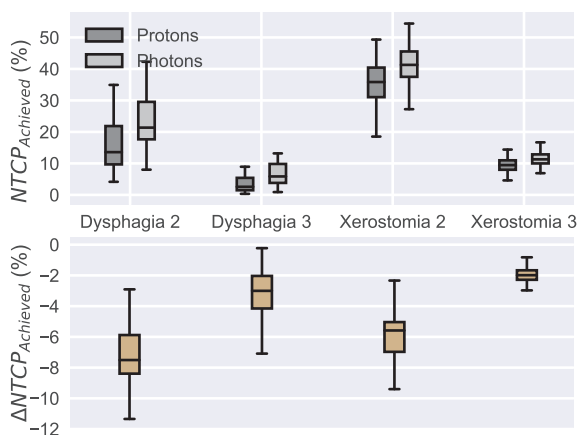 NTCP_Achieved (%)
50
40
30
20
10
0
Protons
Photons
Dysphagia 2 Dysphagia 3 Xerostomia 2 Xerostomia 3
ΔNTCP_Achieved (%)
0
−2
−4
−6
−8
−10
−12